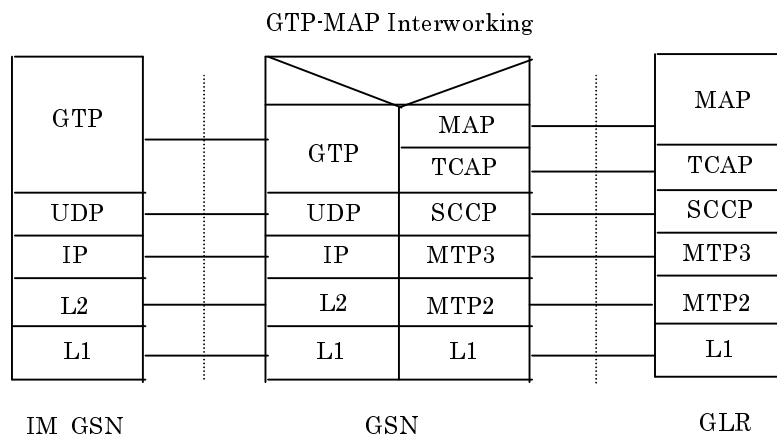 GTP-MAP Interworking
GTP
UDP
IP
L2
L1
GTP
UDP
IP
L2
L1
MAP
TCAP
SCCP
MTP3
MTP2
L1
MAP
TCAP
SCCP
MTP3
MTP2
L1
IM GSN
GSN
GLR